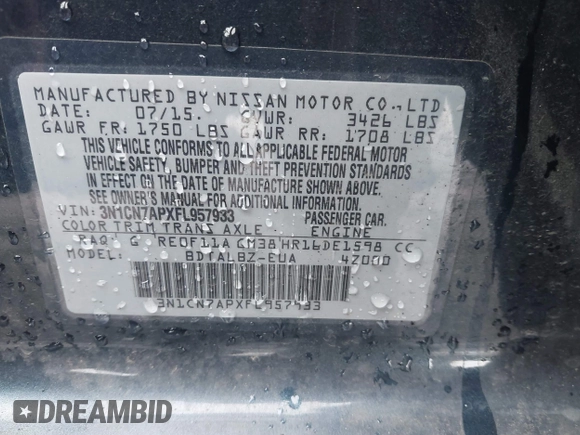 MANUFACTURED BY NISSAN MOTOR CO.,LTD.
DATE: 07/15. GVWR: 3426 LBS
GAWR FR: 1750 LBS GAWR RR: 1708 LBS
THIS VEHICLE CONFORMS TO ALL APPLICABLE FEDERAL MOTOR
VEHICLE SAFETY, BUMPER AND THEFT PREVENTION STANDARDS
IN EFFECT ON THE DATE OF MANUFACTURE SHOWN ABOVE.
SEE OWNER'S MANUAL FOR ADDITIONAL INFORMATION.
VIN: 3N1CN7APXFL957933 PASSENGER CAR.
COLOR TRIM TRANS AXLE ENGINE
RAQ G RE0F11A GM38 HR16DE1598 CC
MODEL: BDTALBZ-EUA 42000
3N1CN7APXFL957933
DREAMBID